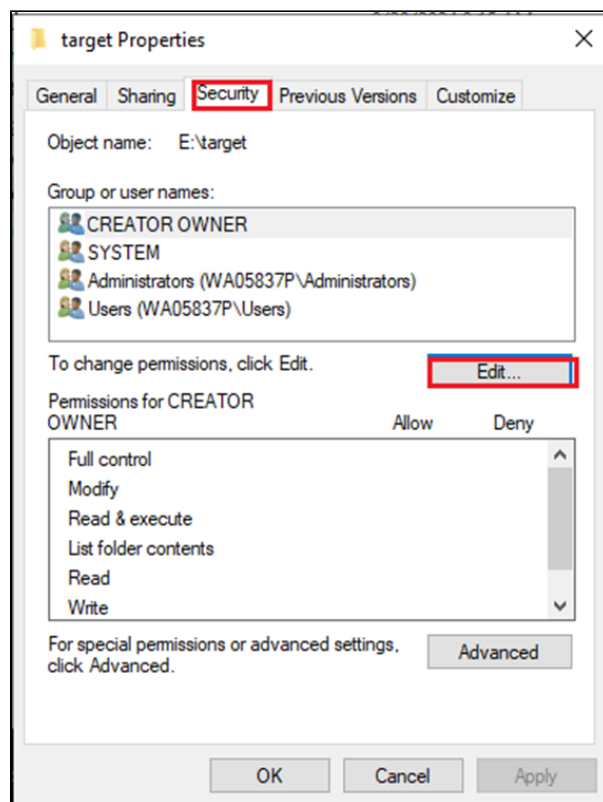 target Properties
General Sharing Security Previous Versions Customize
Object name: E:\target
Group or user names:
CREATOR OWNER
SYSTEM
Administrators (WA05837P\Administrators)
Users (WA05837P\Users)
To change permissions, click Edit.
Edit...
Permissions for CREATOR
OWNER Allow Deny
Full control
Modify
Read & execute
List folder contents
Read
Write
For special permissions or advanced settings,
click Advanced.
Advanced
OK Cancel Apply